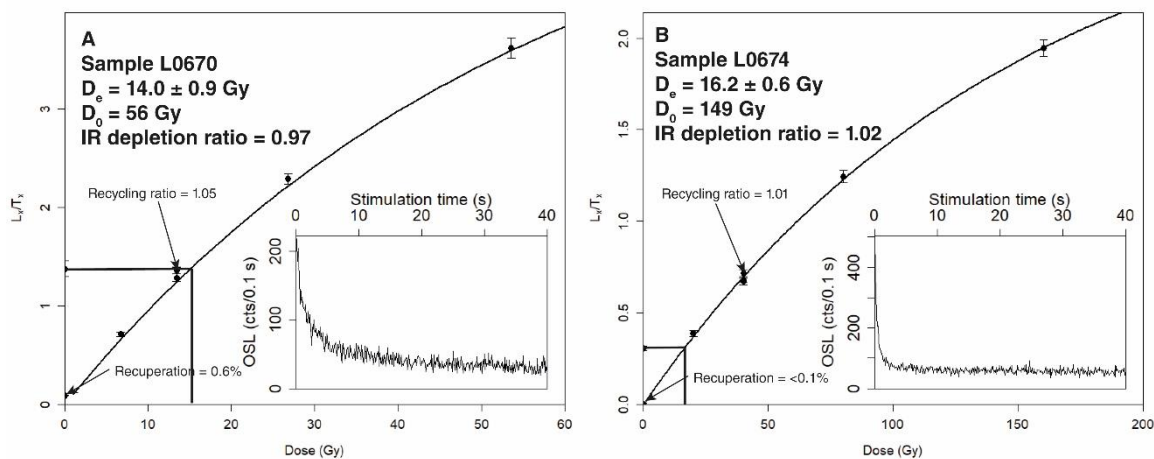 A
Sample L0670
Dₑ = 14.0 ± 0.9 Gy
D₀ = 56 Gy
IR depletion ratio = 0.97
Recycling ratio = 1.05
Recuperation = 0.6%
Lₓ/Tₓ
0
1
2
3
0 10 20 30 40 50 60
Dose (Gy)
Stimulation time (s)
0 10 20 30 40
OSL (cts/0.1 s)
0 100 200
B
Sample L0674
Dₑ = 16.2 ± 0.6 Gy
D₀ = 149 Gy
IR depletion ratio = 1.02
Recycling ratio = 1.01
Recuperation = <0.1%
Lₓ/Tₓ
0.0
0.5
1.0
1.5
2.0
0 50 100 150 200
Dose (Gy)
Stimulation time (s)
0 10 20 30 40
OSL (cts/0.1 s)
0 200 400